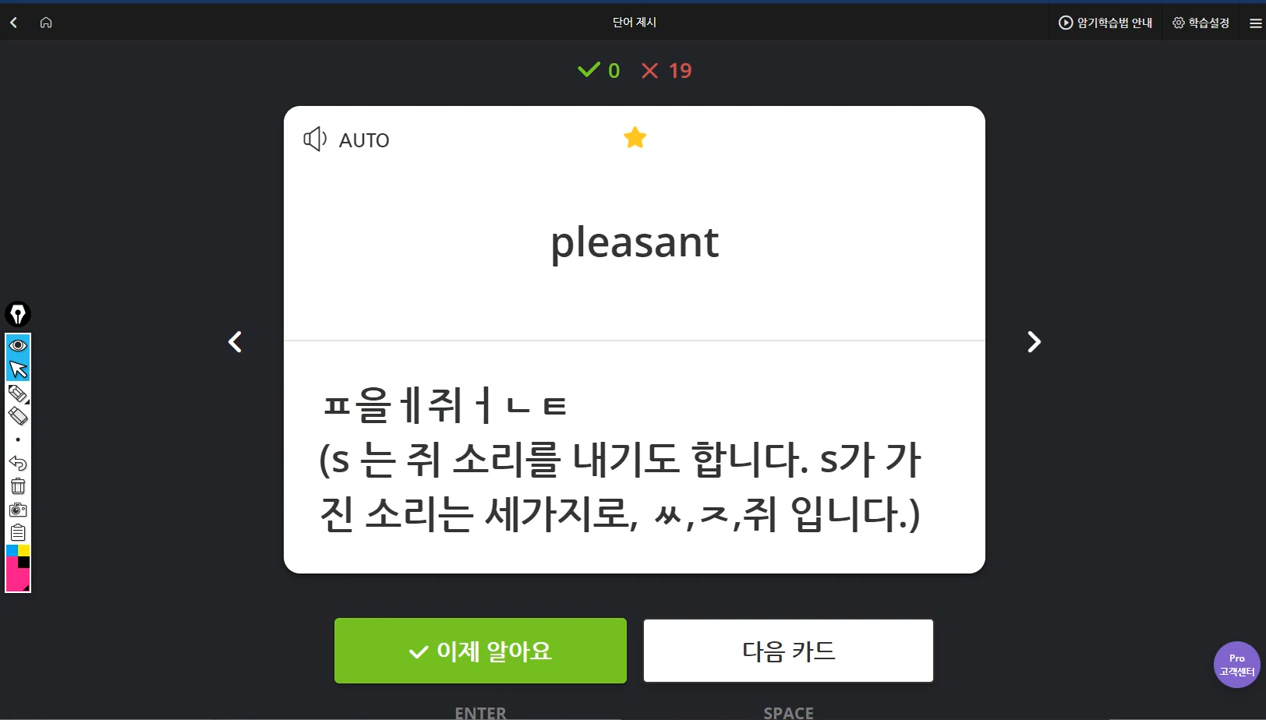 단어 제시
암기학습법 안내
학습설정
0 19
AUTO
pleasant
ㅍ을ㅔ쥐ㅓㄴㅌ
(s 는 쥐 소리를 내기도 합니다. s가 가
진 소리는 세가지로, ㅆ,ㅈ,쥐 입니다.)
이제 알아요
다음 카드
Pro
고객센터
ENTER
SPACE